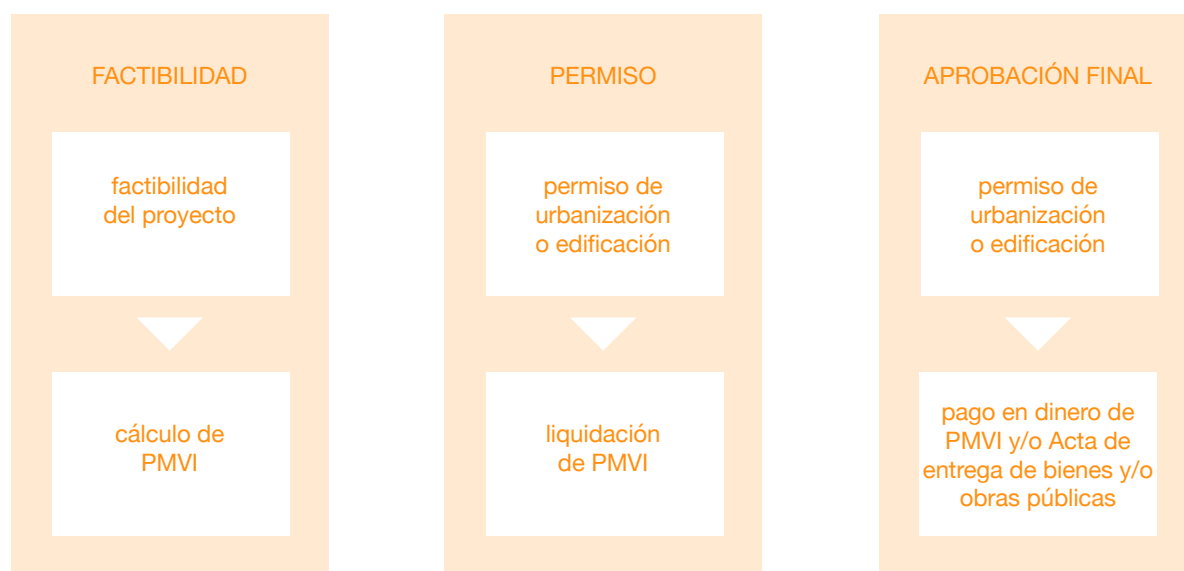 FACTIBILIDAD
factibilidad
del proyecto
cálculo de
PMVI
PERMISO
permiso de
urbanización
o edificación
liquidación
de PMVI
APROBACIÓN FINAL
permiso de
urbanización
o edificación
pago en dinero de
PMVI y/o Acta de
entrega de bienes y/o
obras públicas